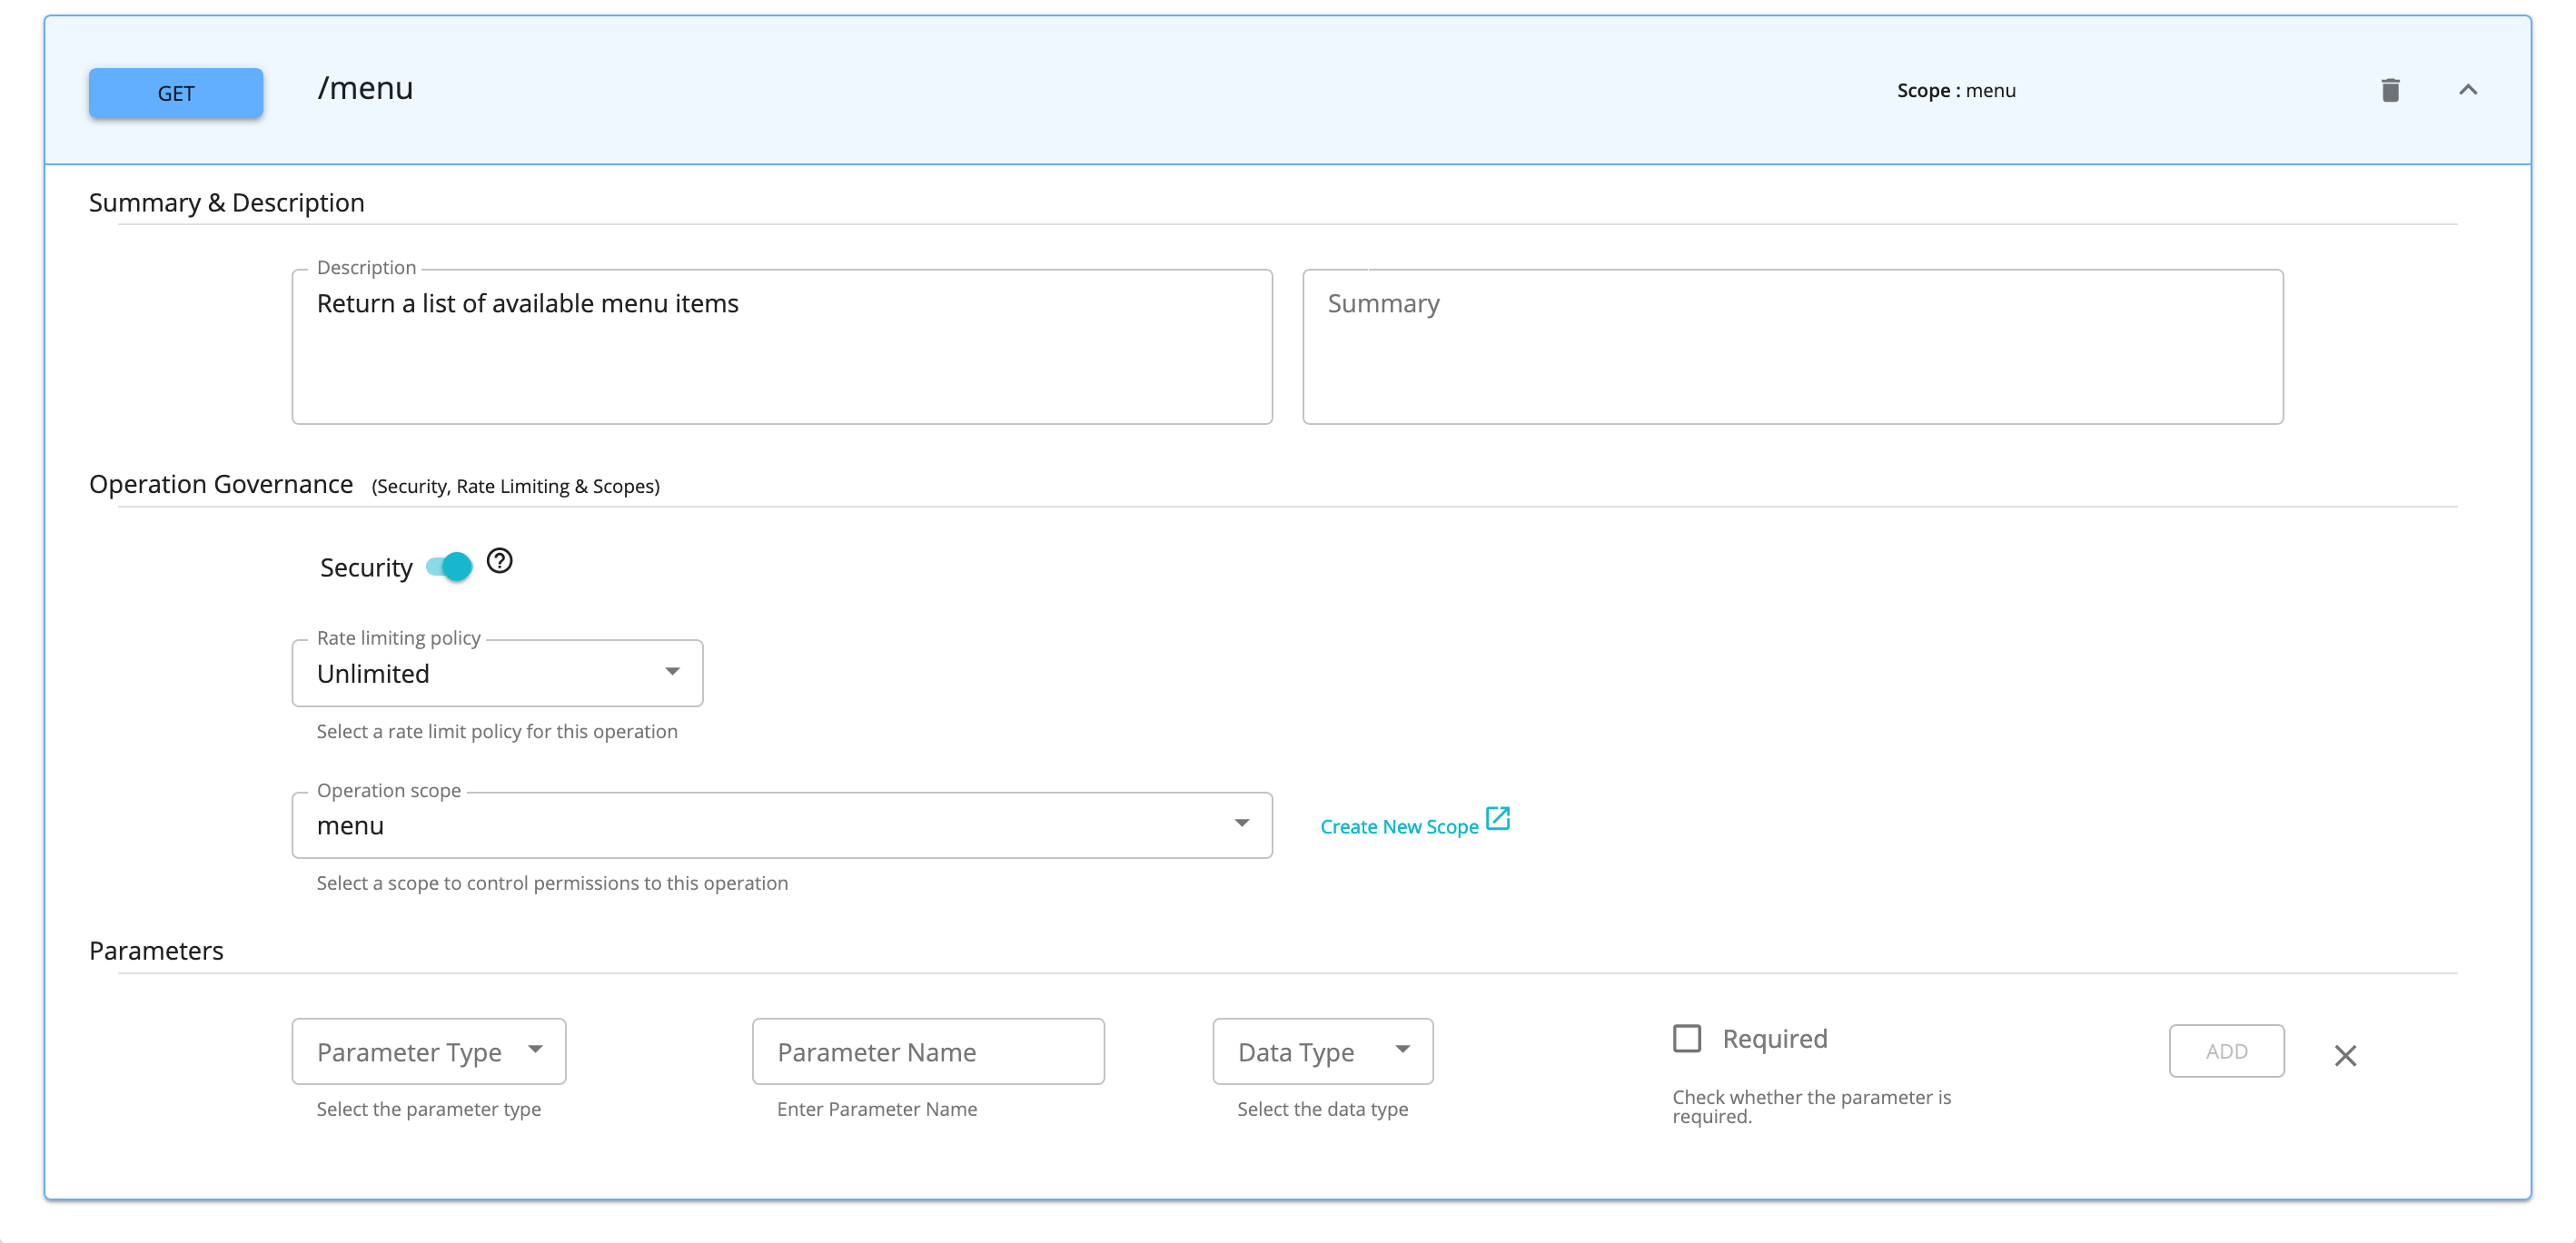 GET /menu Scope : menu
Summary & Description
Description
Return a list of available menu items
Summary
Operation Governance (Security, Rate Limiting & Scopes)
Security
Rate limiting policy
Unlimited
Select a rate limit policy for this operation
Operation scope
menu
Create New Scope
Select a scope to control permissions to this operation
Parameters
Parameter Type Parameter Name Data Type Required ADD
Select the parameter type Enter Parameter Name Select the data type Check whether the parameter is
required.